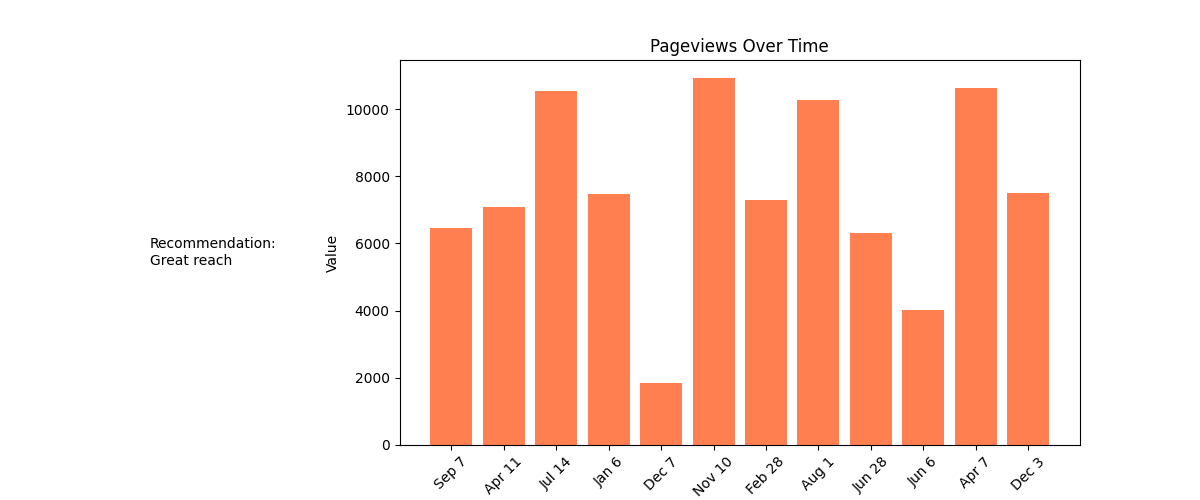 Pageviews Over Time
Recommendation:
Great reach
Value
10000
8000
6000
4000
2000
0
Sep 7
Apr 11
Jul 14
Jan 6
Dec 7
Nov 10
Feb 28
Aug 1
Jun 28
Jun 6
Apr 7
Dec 3